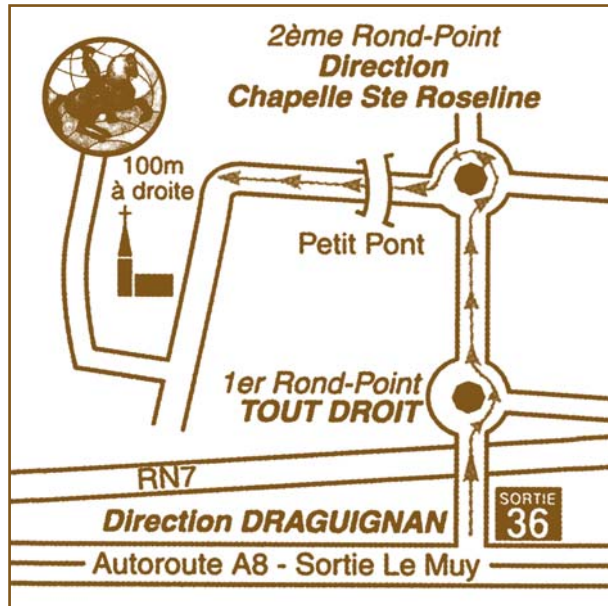 2ème Rond-Point
Direction
Chapelle Ste Roseline
100m
à droite
Petit Pont
1er Rond-Point
TOUT DROIT
RN7
Direction DRAGUIGNAN
SORTIE
36
Autoroute A8 - Sortie Le Muy